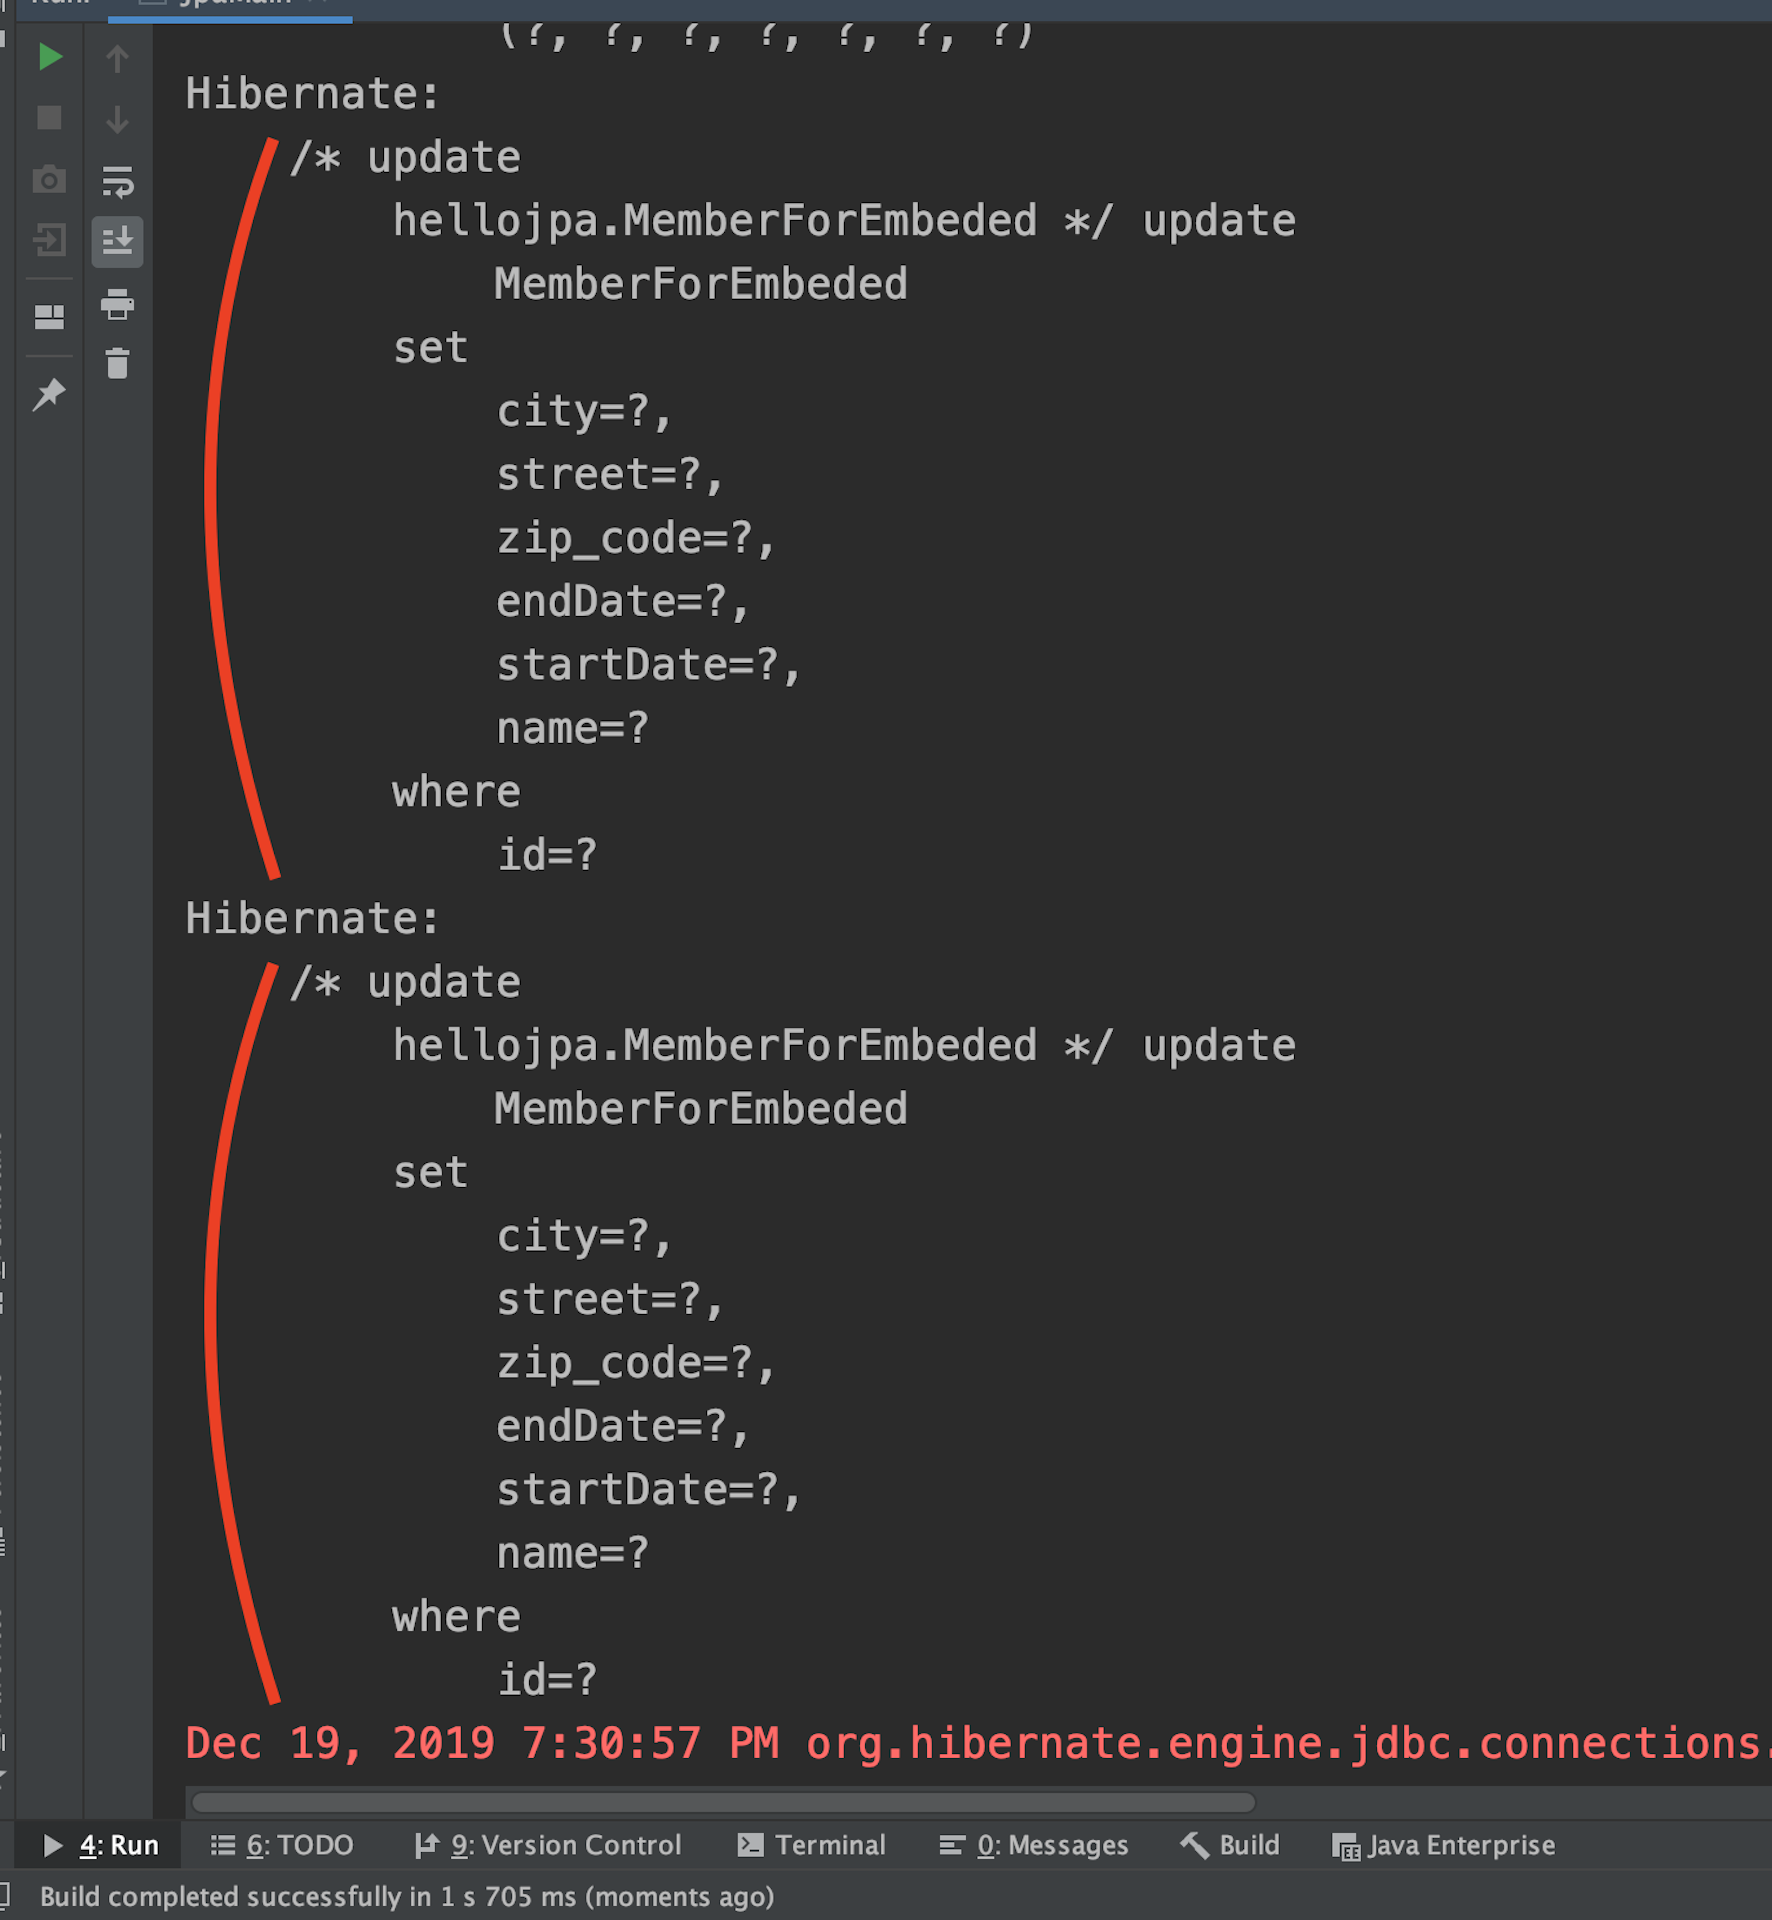 (?, ?, ?, ?, ?, ?, ?)
Hibernate:
/* update
hellojpa.MemberForEmbeded */ update
MemberForEmbeded
set
city=?,
street=?,
zip_code=?,
endDate=?,
startDate=?,
name=?
where
id=?
Hibernate:
/* update
hellojpa.MemberForEmbeded */ update
MemberForEmbeded
set
city=?,
street=?,
zip_code=?,
endDate=?,
startDate=?,
name=?
where
id=?
Dec 19, 2019 7:30:57 PM org.hibernate.engine.jdbc.connections.
4: Run 6: TODO 9: Version Control Terminal 0: Messages Build Java Enterprise
Build completed successfully in 1 s 705 ms (moments ago)